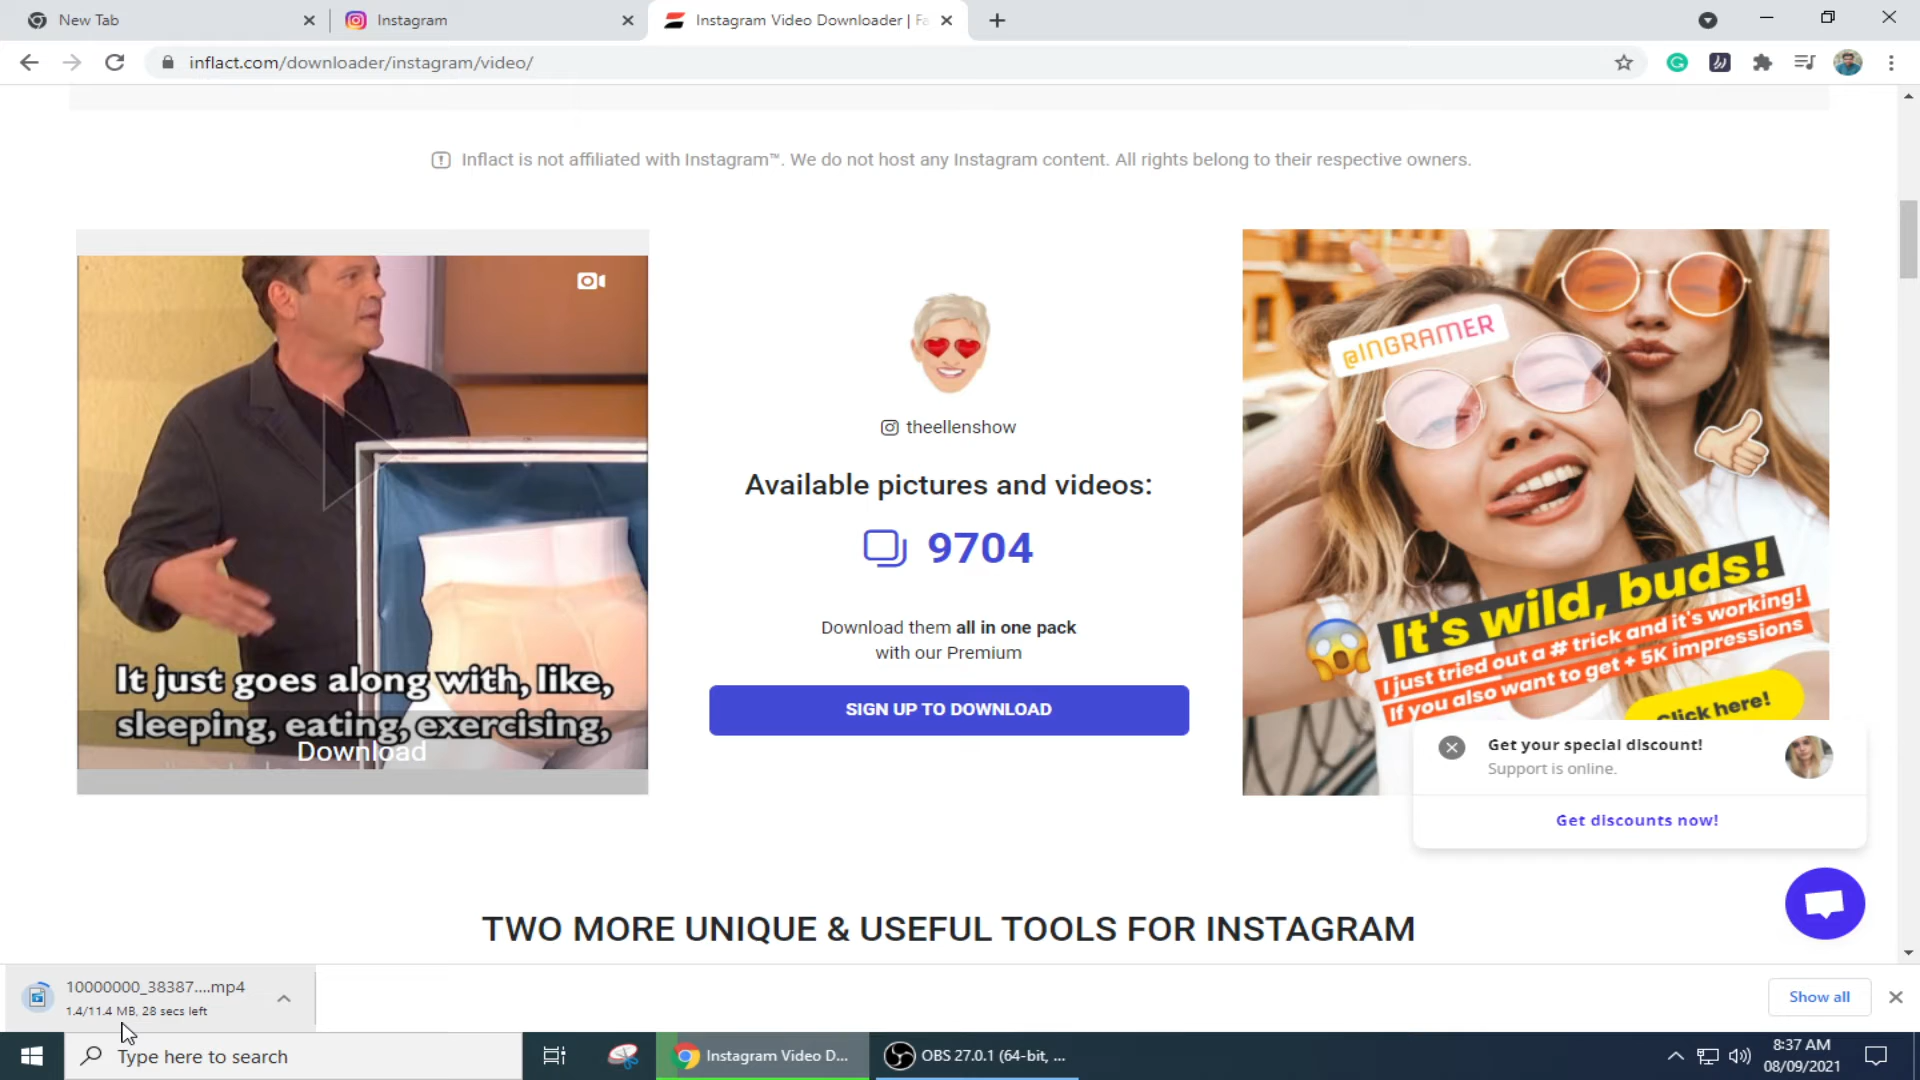 New Tab
Instagram
Instagram Video Downloader | Fa
inflact.com/downloader/instagram/video/
Inflact is not affiliated with Instagram™. We do not host any Instagram content. All rights belong to their respective owners.
It just goes along with, like,
sleeping, eating, exercising,
Download
theellenshow
Available pictures and videos:
9704
Download them all in one pack
with our Premium
SIGN UP TO DOWNLOAD
@INGRAMER
It's wild, buds!
I just tried out a # trick and it's working!
If you also want to get + 5K impressions
Click here!
Get your special discount!
Support is online.
Get discounts now!
TWO MORE UNIQUE & USEFUL TOOLS FOR INSTAGRAM
10000000_38387....mp4
1.4/11.4 MB, 28 secs left
Show all
Type here to search
Instagram Video D...
OBS 27.0.1 (64-bit, ...
8:37 AM
08/09/2021